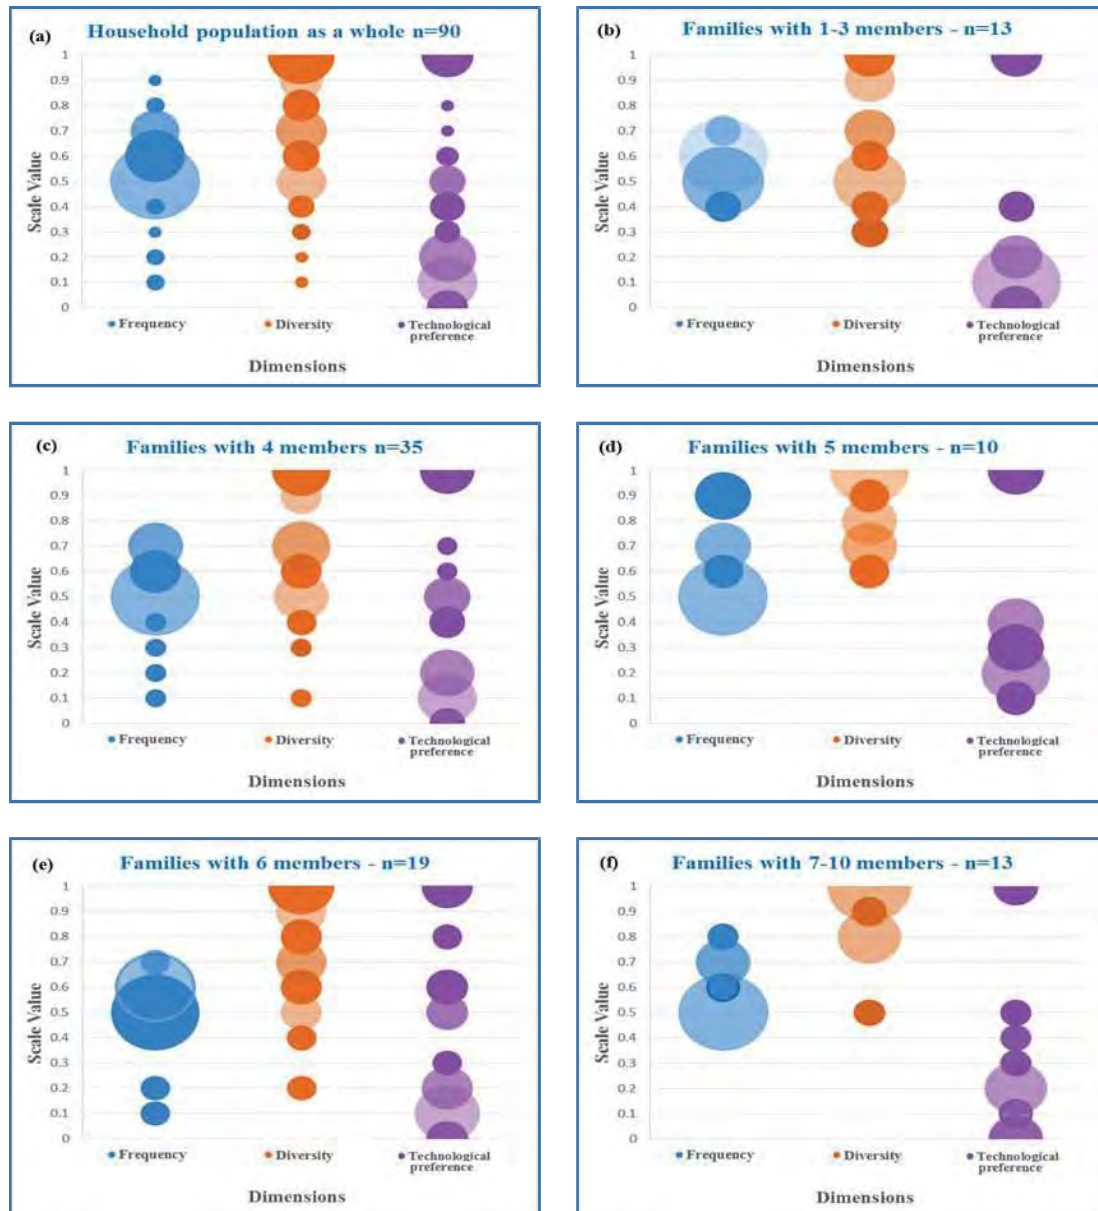 (a) Household population as a whole n=90
Scale Value
1
0.9
0.8
0.7
0.6
0.5
0.4
0.3
0.2
0.1
0
Frequency Diversity Technological
preference
Dimensions
(b) Families with 1-3 members - n=13
Scale Value
1
0.9
0.8
0.7
0.6
0.5
0.4
0.3
0.2
0.1
0
Frequency Diversity Technological
preference
Dimensions
(c) Families with 4 members n=35
Scale Value
1
0.9
0.8
0.7
0.6
0.5
0.4
0.3
0.2
0.1
0
Frequency Diversity Technological
preference
Dimensions
(d) Families with 5 members - n=10
Scale Value
1
0.9
0.8
0.7
0.6
0.5
0.4
0.3
0.2
0.1
0
Frequency Diversity Technological
preference
Dimensions
(e) Families with 6 members - n=19
Scale Value
1
0.9
0.8
0.7
0.6
0.5
0.4
0.3
0.2
0.1
0
Frequency Diversity Technological
preference
Dimensions
(f) Families with 7-10 members - n=13
Scale Value
1
0.9
0.8
0.7
0.6
0.5
0.4
0.3
0.2
0.1
0
Frequency Diversity Technological
preference
Dimensions